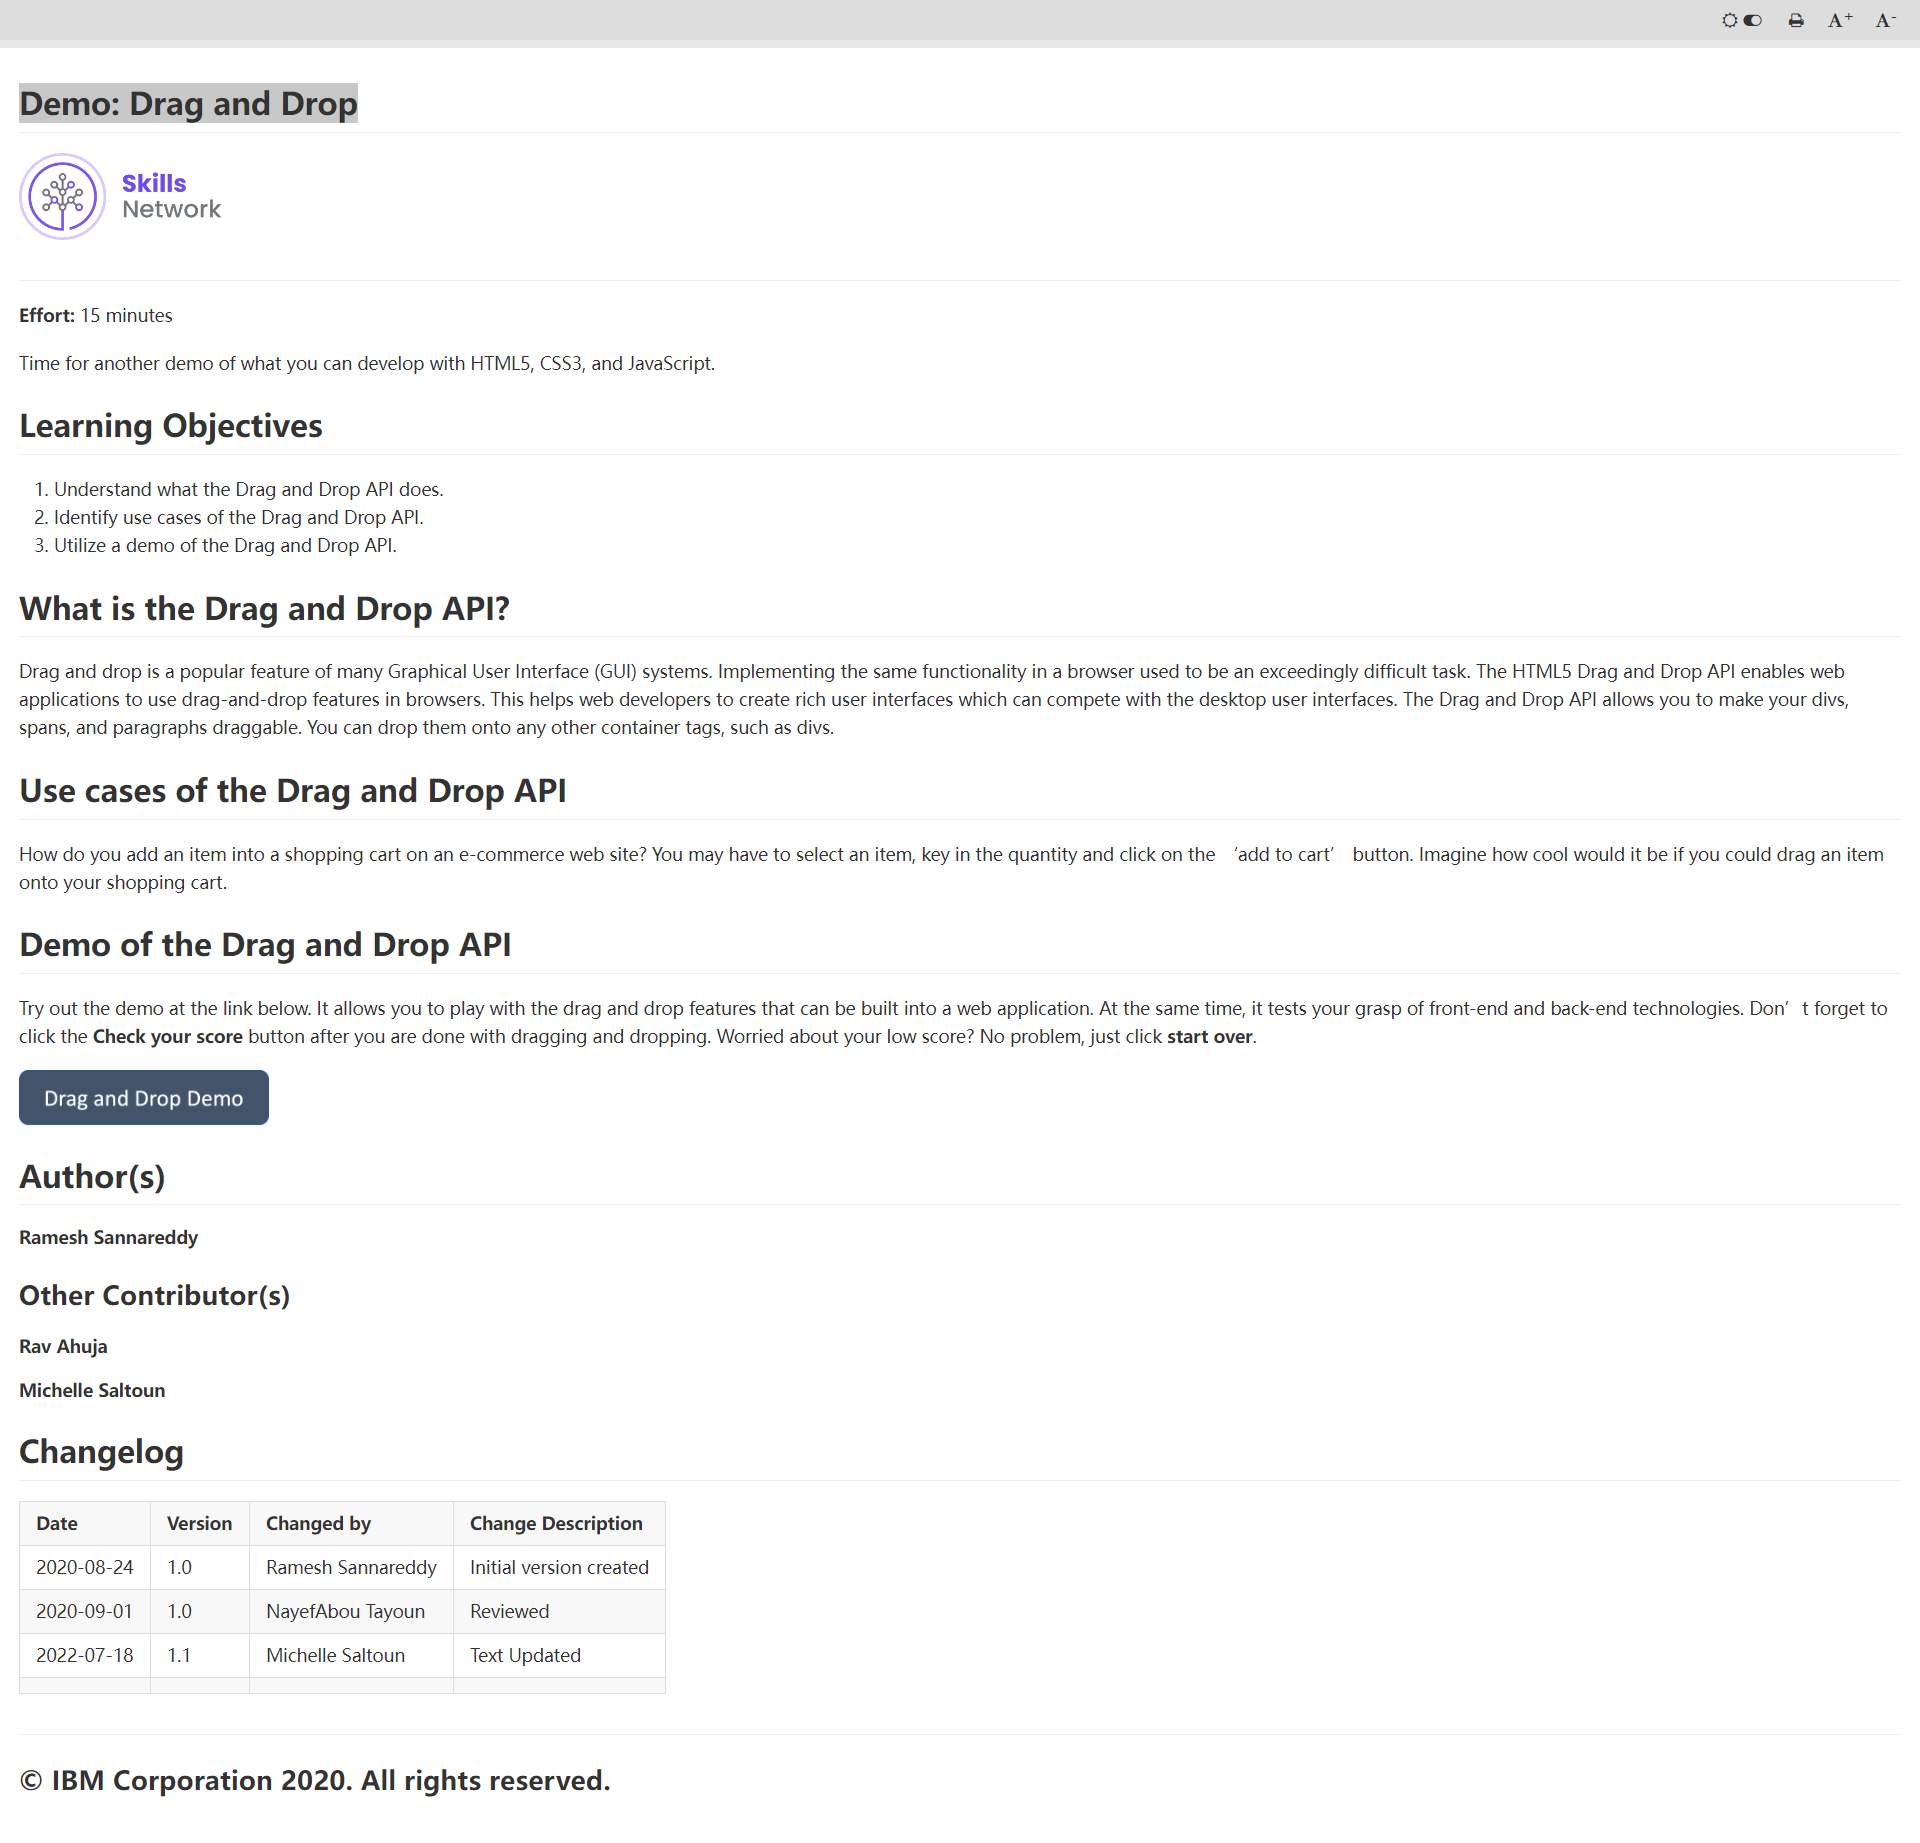 A+ A-
Demo: Drag and Drop
Skills
Network
Effort: 15 minutes
Time for another demo of what you can develop with HTML5, CSS3, and JavaScript.
Learning Objectives
1. Understand what the Drag and Drop API does.
2. Identify use cases of the Drag and Drop API.
3. Utilize a demo of the Drag and Drop API.
What is the Drag and Drop API?
Drag and drop is a popular feature of many Graphical User Interface (GUI) systems. Implementing the same functionality in a browser used to be an exceedingly difficult task. The HTML5 Drag and Drop API enables web
applications to use drag-and-drop features in browsers. This helps web developers to create rich user interfaces which can compete with the desktop user interfaces. The Drag and Drop API allows you to make your divs,
spans, and paragraphs draggable. You can drop them onto any other container tags, such as divs.
Use cases of the Drag and Drop API
How do you add an item into a shopping cart on an e-commerce web site? You may have to select an item, key in the quantity and click on the ‘add to cart’ button. Imagine how cool would it be if you could drag an item
onto your shopping cart.
Demo of the Drag and Drop API
Try out the demo at the link below. It allows you to play with the drag and drop features that can be built into a web application. At the same time, it tests your grasp of front-end and back-end technologies. Don’t forget to
click the Check your score button after you are done with dragging and dropping. Worried about your low score? No problem, just click start over.
Drag and Drop Demo
Author(s)
Ramesh Sannareddy
Other Contributor(s)
Rav Ahuja
Michelle Saltoun
Changelog
Date Version Changed by Change Description
2020-08-24 1.0 Ramesh Sannareddy Initial version created
2020-09-01 1.0 NayefAbou Tayoun Reviewed
2022-07-18 1.1 Michelle Saltoun Text Updated
© IBM Corporation 2020. All rights reserved.